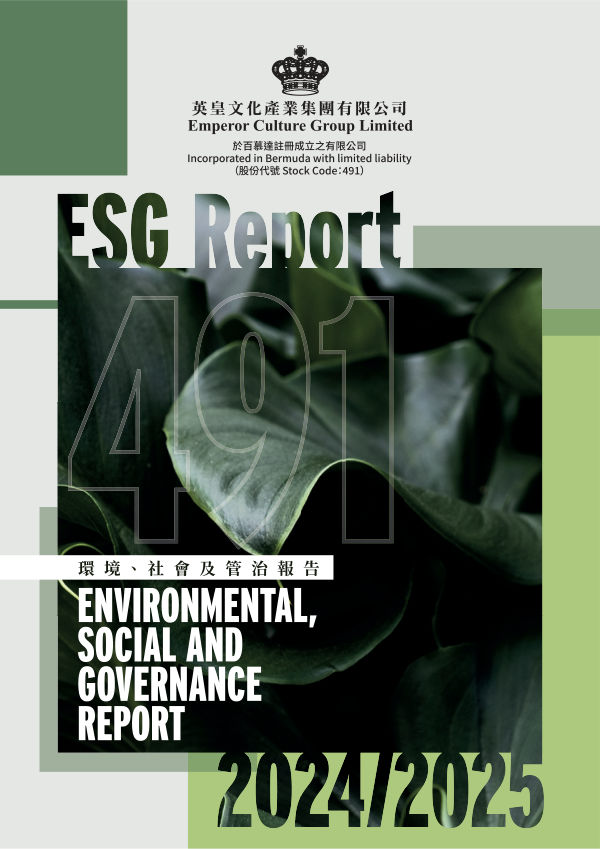 英皇文化產業集團有限公司
Emperor Culture Group Limited
於百慕達註冊成立之有限公司
Incorporated in Bermuda with limited liability
（股份代號 Stock Code：491）
ESG Report
491
環境、社會及管治報告
ENVIRONMENTAL,
SOCIAL AND
GOVERNANCE
REPORT
2024/2025